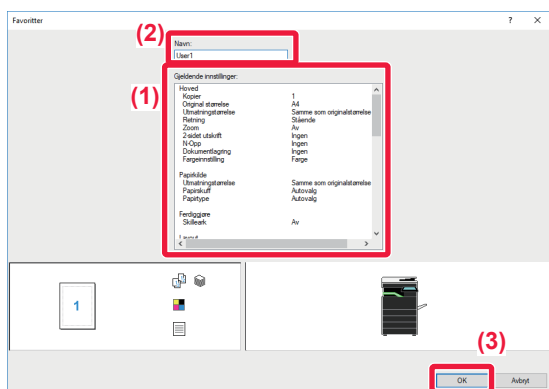 Favoritter ? ×
(2)
Navn:
User1
(1)
Gjeldende innstillinger:
Hoved
Kopier 1
Original størrelse A4
Utmatningstørrelse Samme som originalstørrelse
Retning Stående
Zoom Av
2-sidet utskrift Ingen
N-Opp Ingen
Dokumentlagring Ingen
Fargeinnstilling Farge
Papirkilde
Utmatningstørrelse Samme som originalstørrelse
Papirskuff Autovalg
Papirtype Autovalg
Ferdiggjøre
Skilleark Av
1
(3)
OK Avbryt